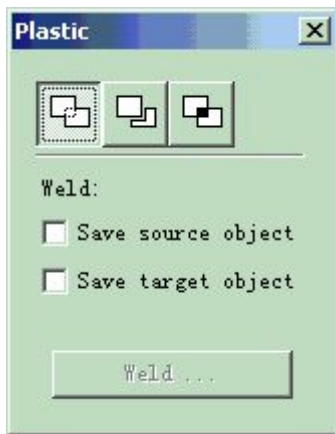 Plastic
Weld:
Save source object
Save target object
Weld ...